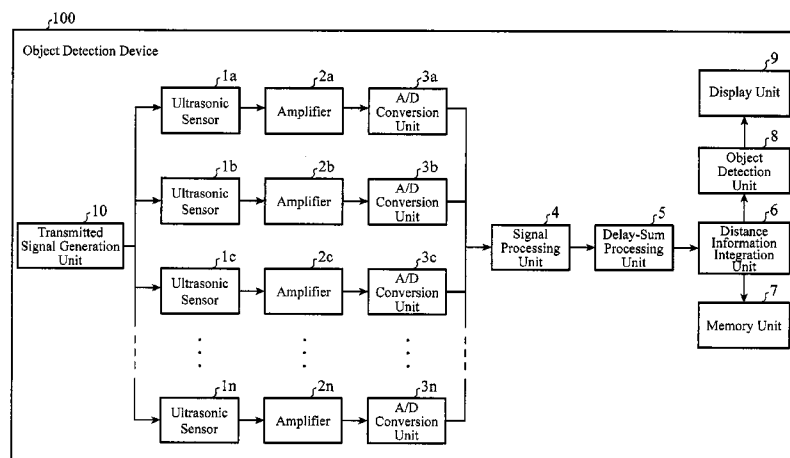 100
Object Detection Device
1a
Ultrasonic
Sensor
2a
Amplifier
3a
A/D
Conversion
Unit
1b
Ultrasonic
Sensor
2b
Amplifier
3b
A/D
Conversion
Unit
10
Transmitted
Signal Generation
Unit
1c
Ultrasonic
Sensor
2c
Amplifier
3c
A/D
Conversion
Unit
1n
Ultrasonic
Sensor
2n
Amplifier
3n
A/D
Conversion
Unit
4
Signal
Processing
Unit
5
Delay-Sum
Processing
Unit
9
Display Unit
8
Object
Detection
Unit
6
Distance
Information
Integration
Unit
7
Memory Unit